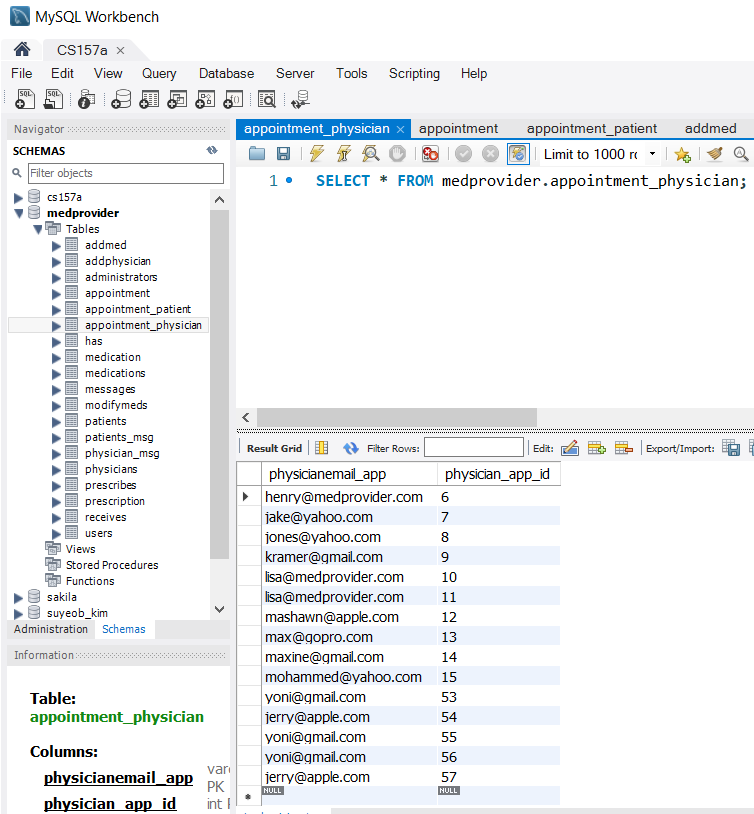 MySQL Workbench
CS157a ×
File Edit View Query Database Server Tools Scripting Help
Navigator
SCHEMAS
Filter objects
cs157a
medprovider
Tables
addmed
addphysician
administrators
appointment
appointment_patient
appointment_physician
has
medication
medications
messages
modifymeds
patients
patients_msg
physician_msg
physicians
prescribes
prescription
receives
users
Views
Stored Procedures
Functions
sakila
suyeob_kim
Administration Schemas
Information
Table:
appointment_physician
Columns:
physicianemail_app varc
PK
physician_app_id int P
appointment_physician × appointment appointment_patient addmed
Limit to 1000 rc
1 SELECT * FROM medprovider.appointment_physician;
Result Grid Filter Rows: Edit: Export/Import:
physicianemail_app physician_app_id
henry@medprovider.com 6
jake@yahoo.com 7
jones@yahoo.com 8
kramer@gmail.com 9
lisa@medprovider.com 10
lisa@medprovider.com 11
mashawn@apple.com 12
max@gopro.com 13
maxine@gmail.com 14
mohammed@yahoo.com 15
yoni@gmail.com 53
jerry@apple.com 54
yoni@gmail.com 55
yoni@gmail.com 56
jerry@apple.com 57
NULL NULL